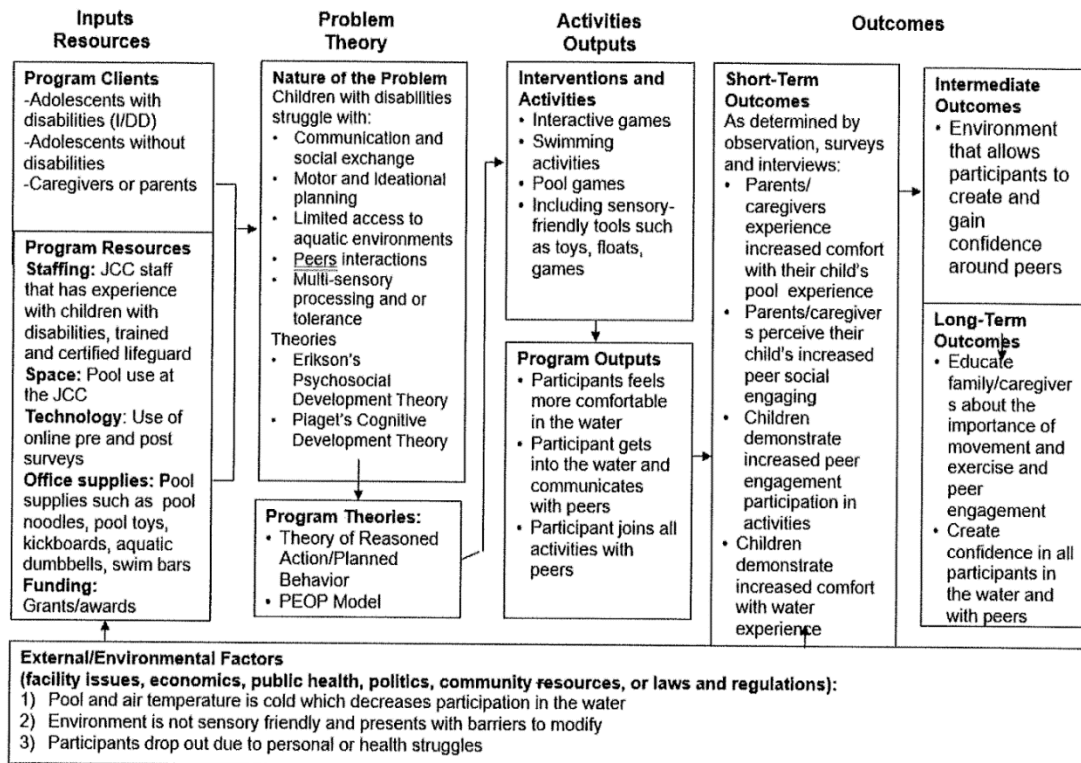 Inputs
Resources
Problem
Theory
Activities
Outputs
Outcomes
Program Clients
-Adolescents with
disabilities (I/DD)
-Adolescents without
disabilities
-Caregivers or parents
Program Resources
Staffing: JCC staff
that has experience
with children with
disabilities, trained
and certified lifeguard
Space: Pool use at
the JCC
Technology: Use of
online pre and post
surveys
Office supplies: Pool
supplies such as pool
noodles, pool toys,
kickboards, aquatic
dumbbells, swim bars
Funding:
Grants/awards
Nature of the Problem
Children with disabilities
struggle with:
• Communication and
social exchange
• Motor and Ideational
planning
• Limited access to
aquatic environments
• Peers interactions
• Multi-sensory
processing and or
tolerance
Theories
• Erikson's
Psychosocial
Development Theory
• Piaget's Cognitive
Development Theory
Program Theories:
• Theory of Reasoned
Action/Planned
Behavior
• PEOP Model
Interventions and
Activities
• Interactive games
• Swimming
activities
• Pool games
• Including sensory-
friendly tools such
as toys, floats,
games
Program Outputs
• Participants feels
more comfortable
in the water
• Participant gets
into the water and
communicates
with peers
• Participant joins all
activities with
peers
Short-Term
Outcomes
As determined by
observation, surveys
and interviews:
• Parents/
caregivers
experience
increased comfort
with their child's
pool experience
• Parents/caregiver
s perceive their
child's increased
peer social
engaging
• Children
demonstrate
increased peer
engagement
participation in
activities
• Children
demonstrate
increased comfort
with water
experience
Intermediate
Outcomes
• Environment
that allows
participants to
create and
gain
confidence
around peers
Long-Term
Outcomes
• Educate
family/caregiver
s about the
importance of
movement and
exercise and
peer
engagement
• Create
confidence in all
participants in
the water and
with peers
External/Environmental Factors
(facility issues, economics, public health, politics, community resources, or laws and regulations):
1) Pool and air temperature is cold which decreases participation in the water
2) Environment is not sensory friendly and presents with barriers to modify
3) Participants drop out due to personal or health struggles